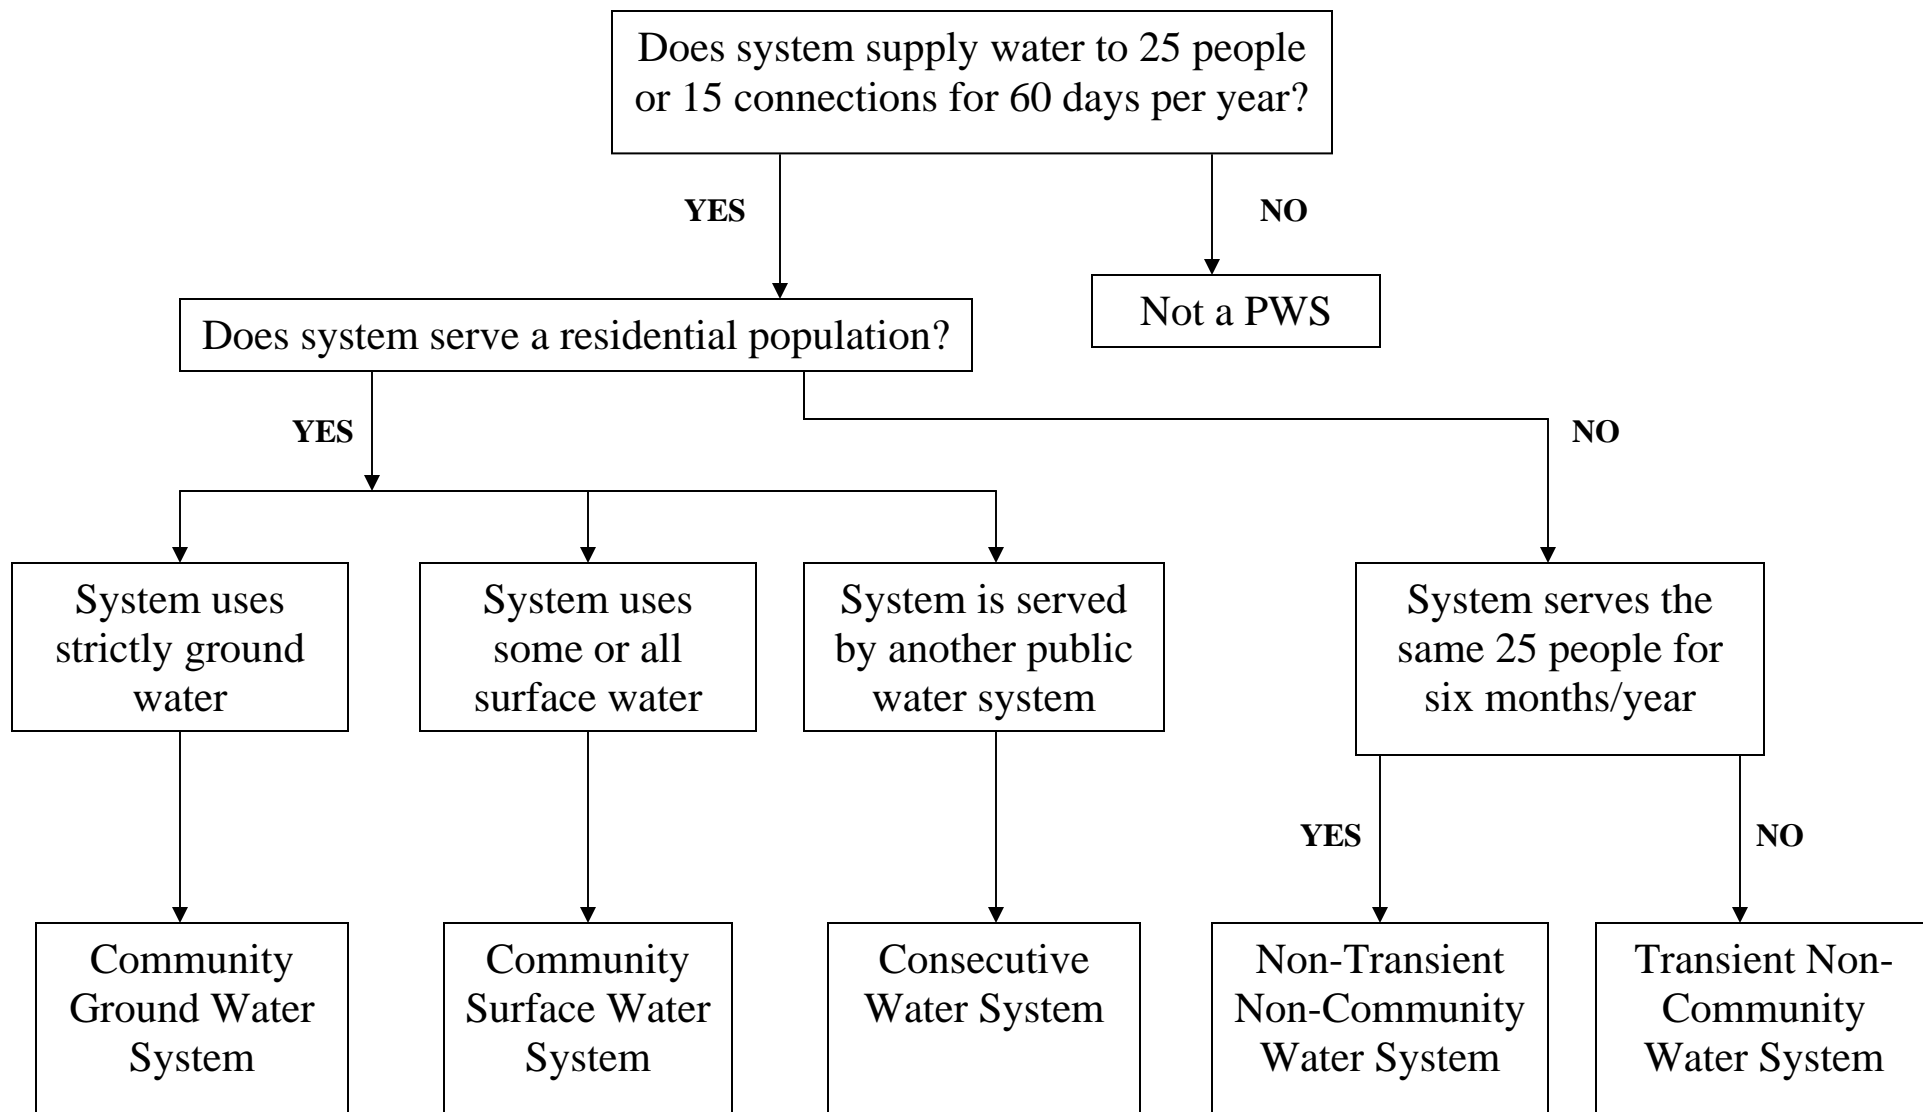 Does system supply water to 25 people
or 15 connections for 60 days per year?
YES
NO
Not a PWS
Does system serve a residential population?
YES
NO
System uses
strictly ground
water
System uses
some or all
surface water
System is served
by another public
water system
System serves the
same 25 people for
six months/year
YES
NO
Community
Ground Water
System
Community
Surface Water
System
Consecutive
Water System
Non-Transient
Non-Community
Water System
Transient Non-
Community
Water System